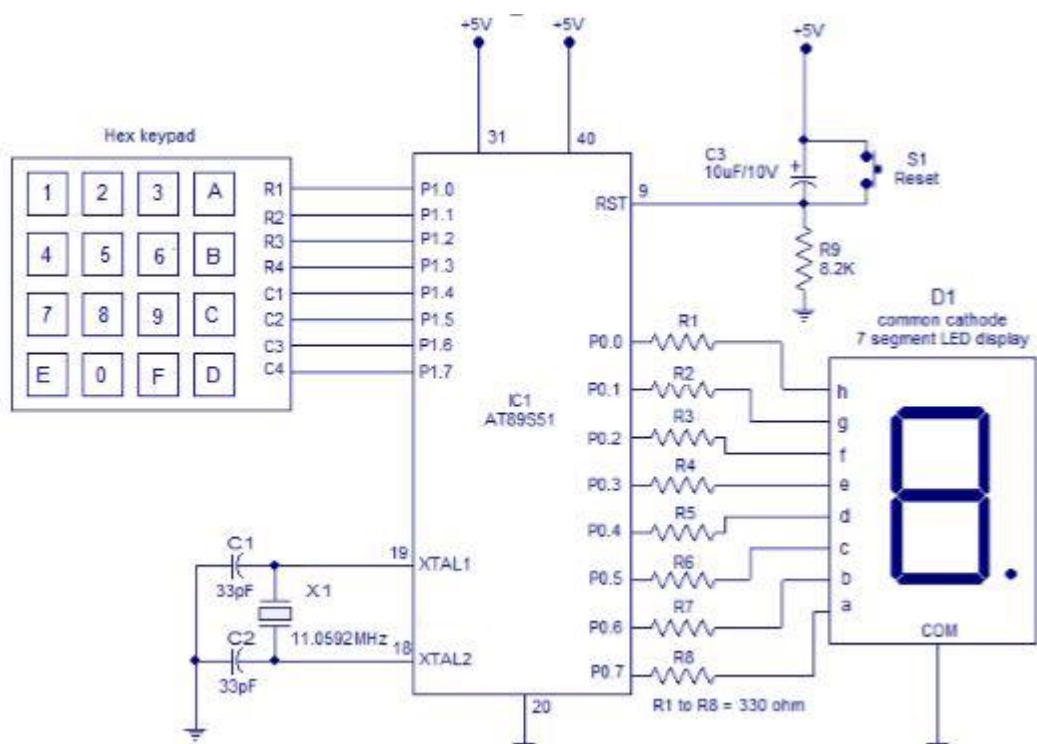 +5V
+5V
+5V
Hex keypad
31
40
C3
10uF/10V
+
S1
Reset
1
2
3
A
4
5
6
B
7
8
9
C
E
0
F
D
R1
R2
R3
R4
C1
C2
C3
C4
P1.0
P1.1
P1.2
P1.3
P1.4
P1.5
P1.6
P1.7
RST
9
R9
8.2K
IC1
AT89S51
P0.0
P0.1
P0.2
P0.3
P0.4
P0.5
P0.6
P0.7
R1
R2
R3
R4
R5
R6
R7
R8
R1 to R8 = 330 ohm
D1
common cathode
7 segment LED display
h
g
f
e
d
c
b
a
COM
C1
33pF
X1
11.0592MHz
C2
33pF
19
XTAL1
18
XTAL2
20